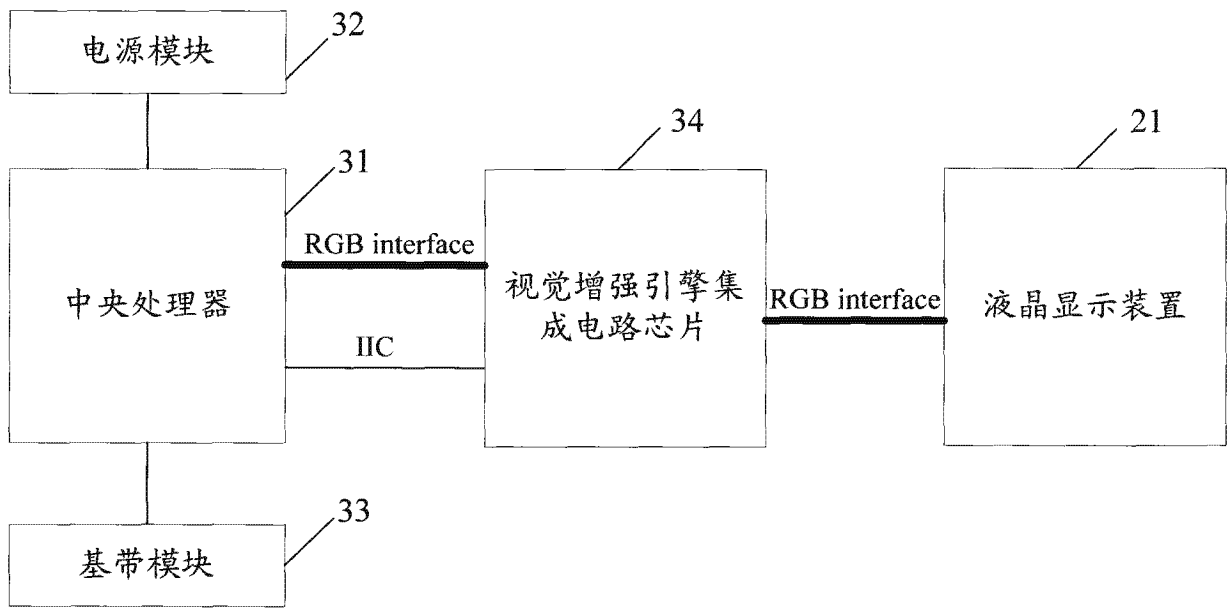 电源模块
32
中央处理器
31
RGB interface
IIC
34
视觉增强引擎集
成电路芯片
RGB interface
21
液晶显示装置
基带模块
33